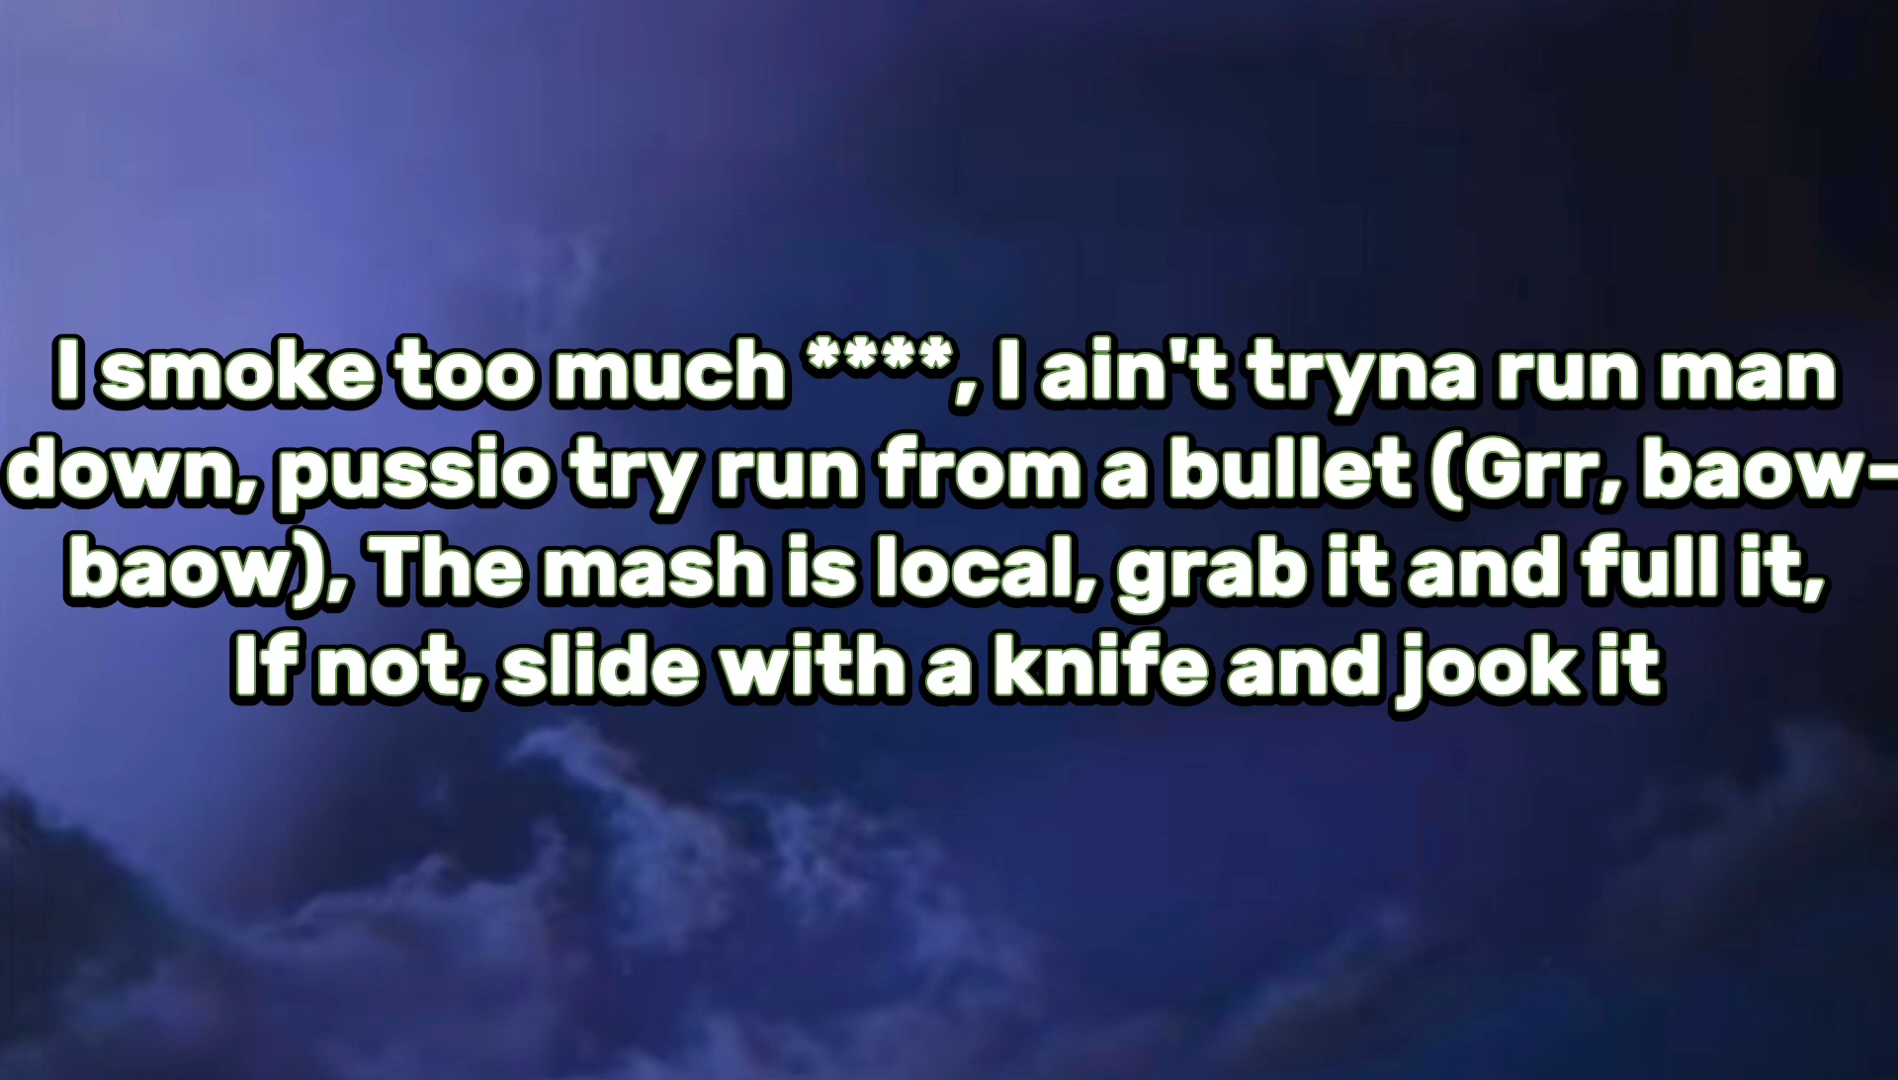 I smoke too much ****, I ain't tryna run man
down, pussio try run from a bullet (Grr, baow-
baow), The mash is local, grab it and full it,
If not, slide with a knife and jook it